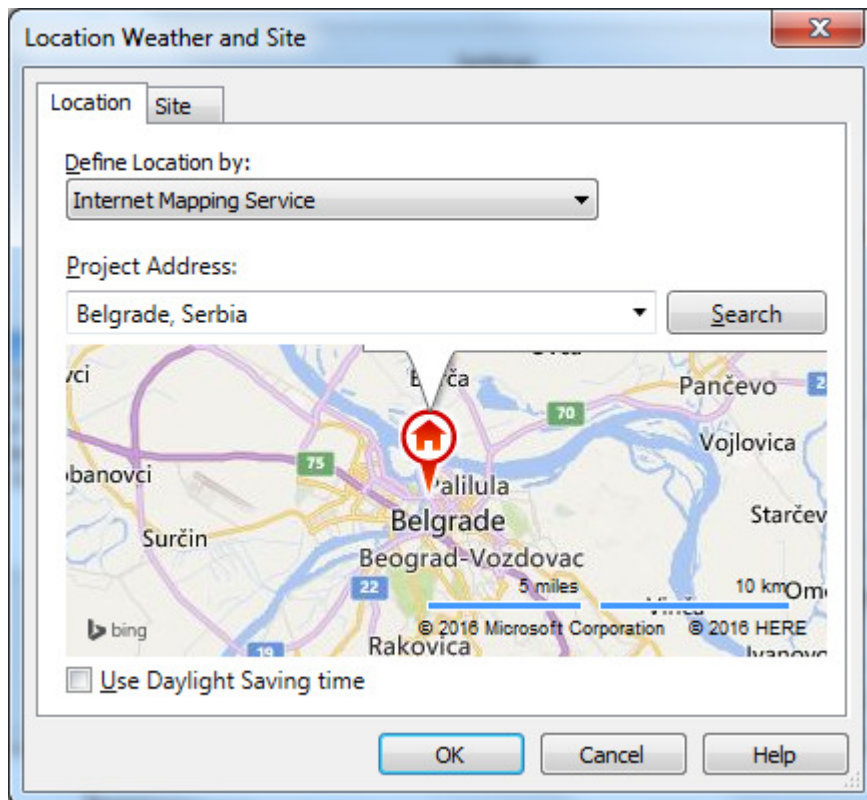 Location Weather and Site
X
Location Site
Define Location by:
Internet Mapping Service
Project Address:
Belgrade, Serbia Search
vci
Pančevo
70
Vojlovica
75
obanovci
Palilula
Belgrade
Starčev
Surčin
Beograd-Vozdovac
22
5 miles 10 km
Omo
bing
© 2016 Microsoft Corporation © 2016 HERE
19
Rakovica
Use Daylight Saving time
OK Cancel Help